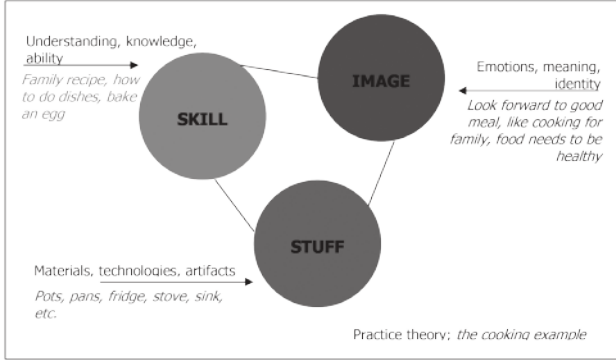 Understanding, knowledge,
ability
Family recipe, how
to do dishes, bake
an egg
SKILL
IMAGE
Emotions, meaning,
identity
Look forward to good
meal, like cooking for
family, food needs to be
healthy
STUFF
Materials, technologies, artifacts
Pots, pans, fridge, stove, sink,
etc.
Practice theory; the cooking example